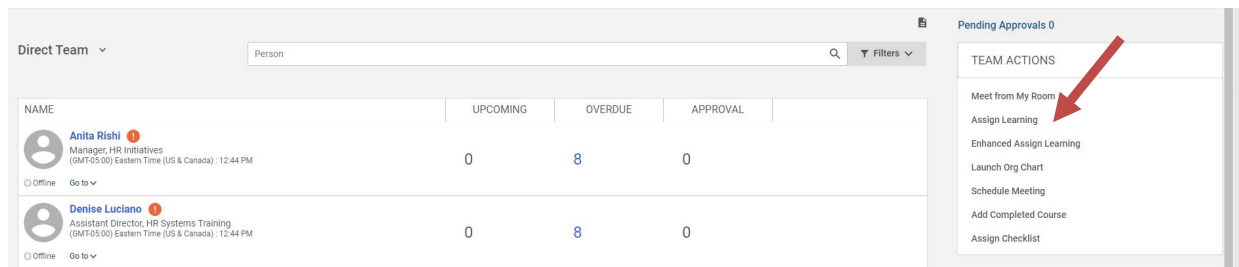 Pending Approvals 0
Direct Team
Person
Filters
TEAM ACTIONS
Meet from My Room
Assign Learning
Enhanced Assign Learning
Launch Org Chart
Schedule Meeting
Add Completed Course
Assign Checklist
NAME UPCOMING OVERDUE APPROVAL
Anita Rishi
Manager, HR Initiatives
(GMT-05:00) Eastern Time (US & Canada) : 12:44 PM
0 8 0
Offline Go to
Denise Luciano
Assistant Director, HR Systems Training
(GMT-05:00) Eastern Time (US & Canada) : 12:44 PM
0 8 0
Offline Go to